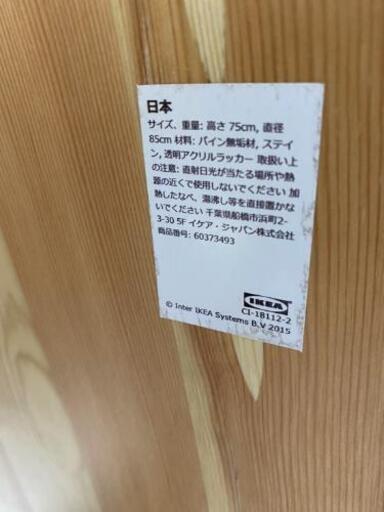 日本
サイズ、重量: 高さ 75cm, 直径
85cm 材料: パイン無垢材, ステイ
ン, 透明アクリルラッカー 取扱い上
の注意: 直射日光が当たる場所や熱
源の近くで使用しないでください 加
熱したなべ、湯沸し等を直接置かな
いでください 千葉県船橋市浜町2-
3-30 5F イケア・ジャパン株式会社
商品番号: 60373493
IKEA
CI-18112-2
© Inter IKEA Systems B.V 2015